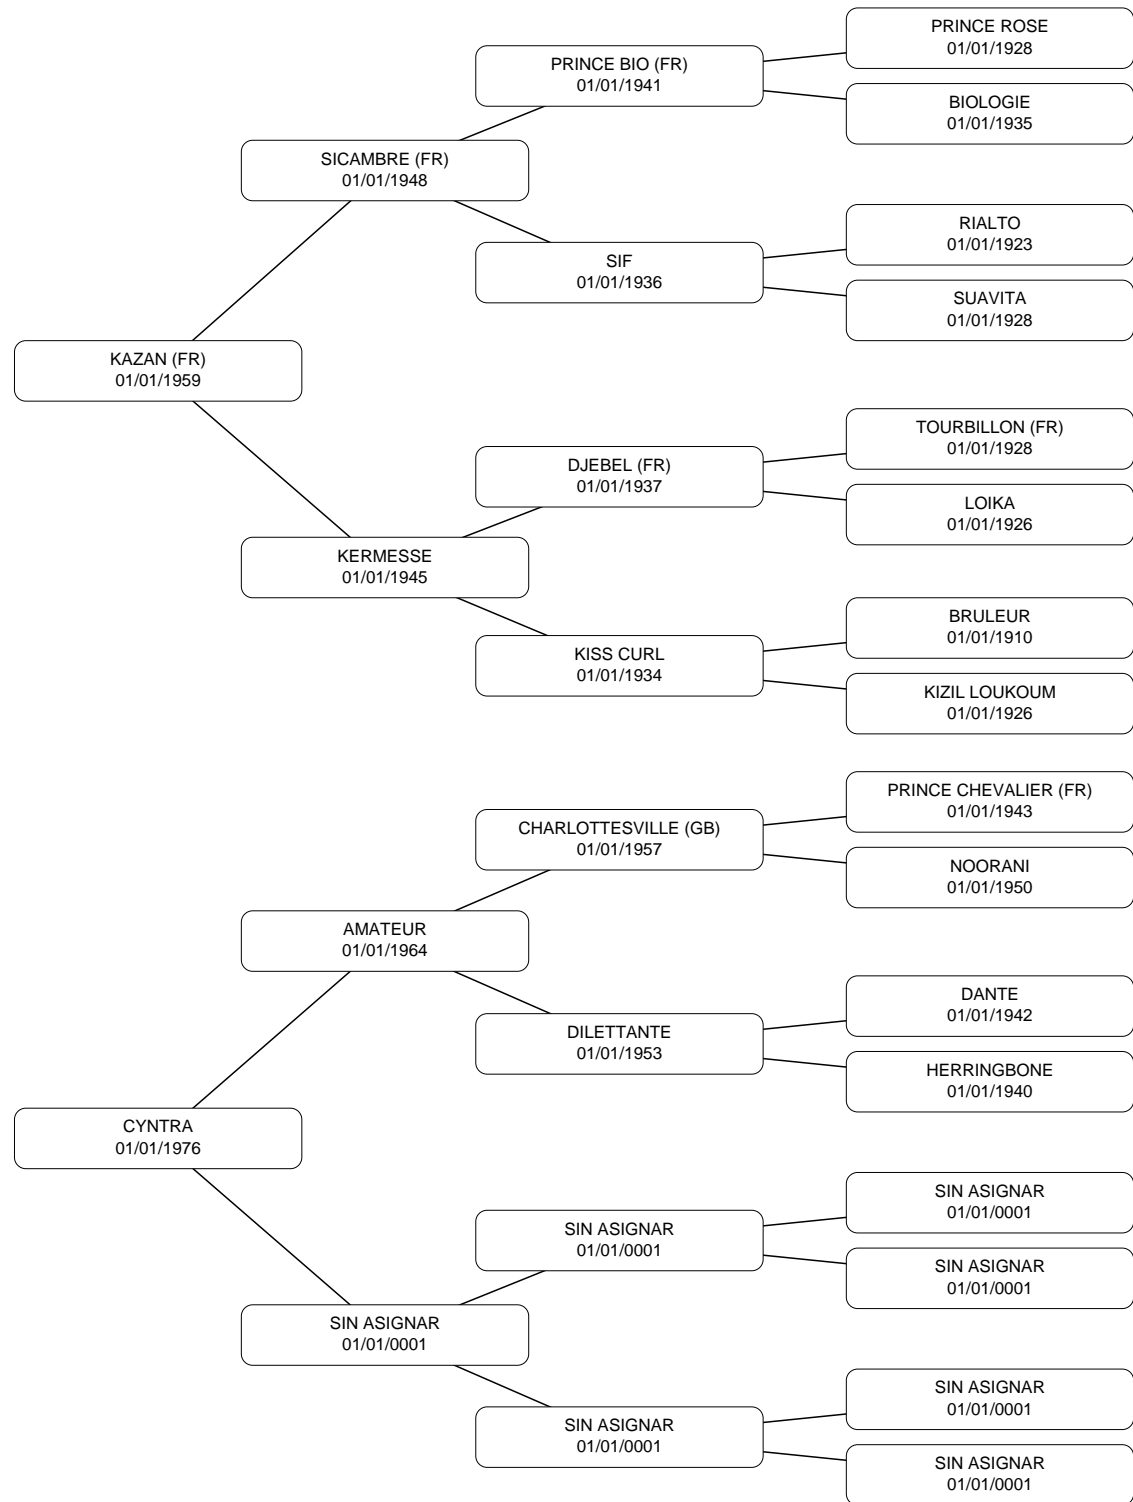 PRINCE ROSE
01/01/1928
PRINCE BIO (FR)
01/01/1941
BIOLOGIE
01/01/1935
SICAMBRE (FR)
01/01/1948
RIALTO
01/01/1923
SIF
01/01/1936
SUAVITA
01/01/1928
KAZAN (FR)
01/01/1959
TOURBILLON (FR)
01/01/1928
DJEBEL (FR)
01/01/1937
LOIKA
01/01/1926
KERMESSE
01/01/1945
BRULEUR
01/01/1910
KISS CURL
01/01/1934
KIZIL LOUKOUM
01/01/1926
PRINCE CHEVALIER (FR)
01/01/1943
CHARLOTTESVILLE (GB)
01/01/1957
NOORANI
01/01/1950
AMATEUR
01/01/1964
DANTE
01/01/1942
DILETTANTE
01/01/1953
HERRINGBONE
01/01/1940
CYNTRA
01/01/1976
SIN ASIGNAR
01/01/0001
SIN ASIGNAR
01/01/0001
SIN ASIGNAR
01/01/0001
SIN ASIGNAR
01/01/0001
SIN ASIGNAR
01/01/0001
SIN ASIGNAR
01/01/0001
SIN ASIGNAR
01/01/0001